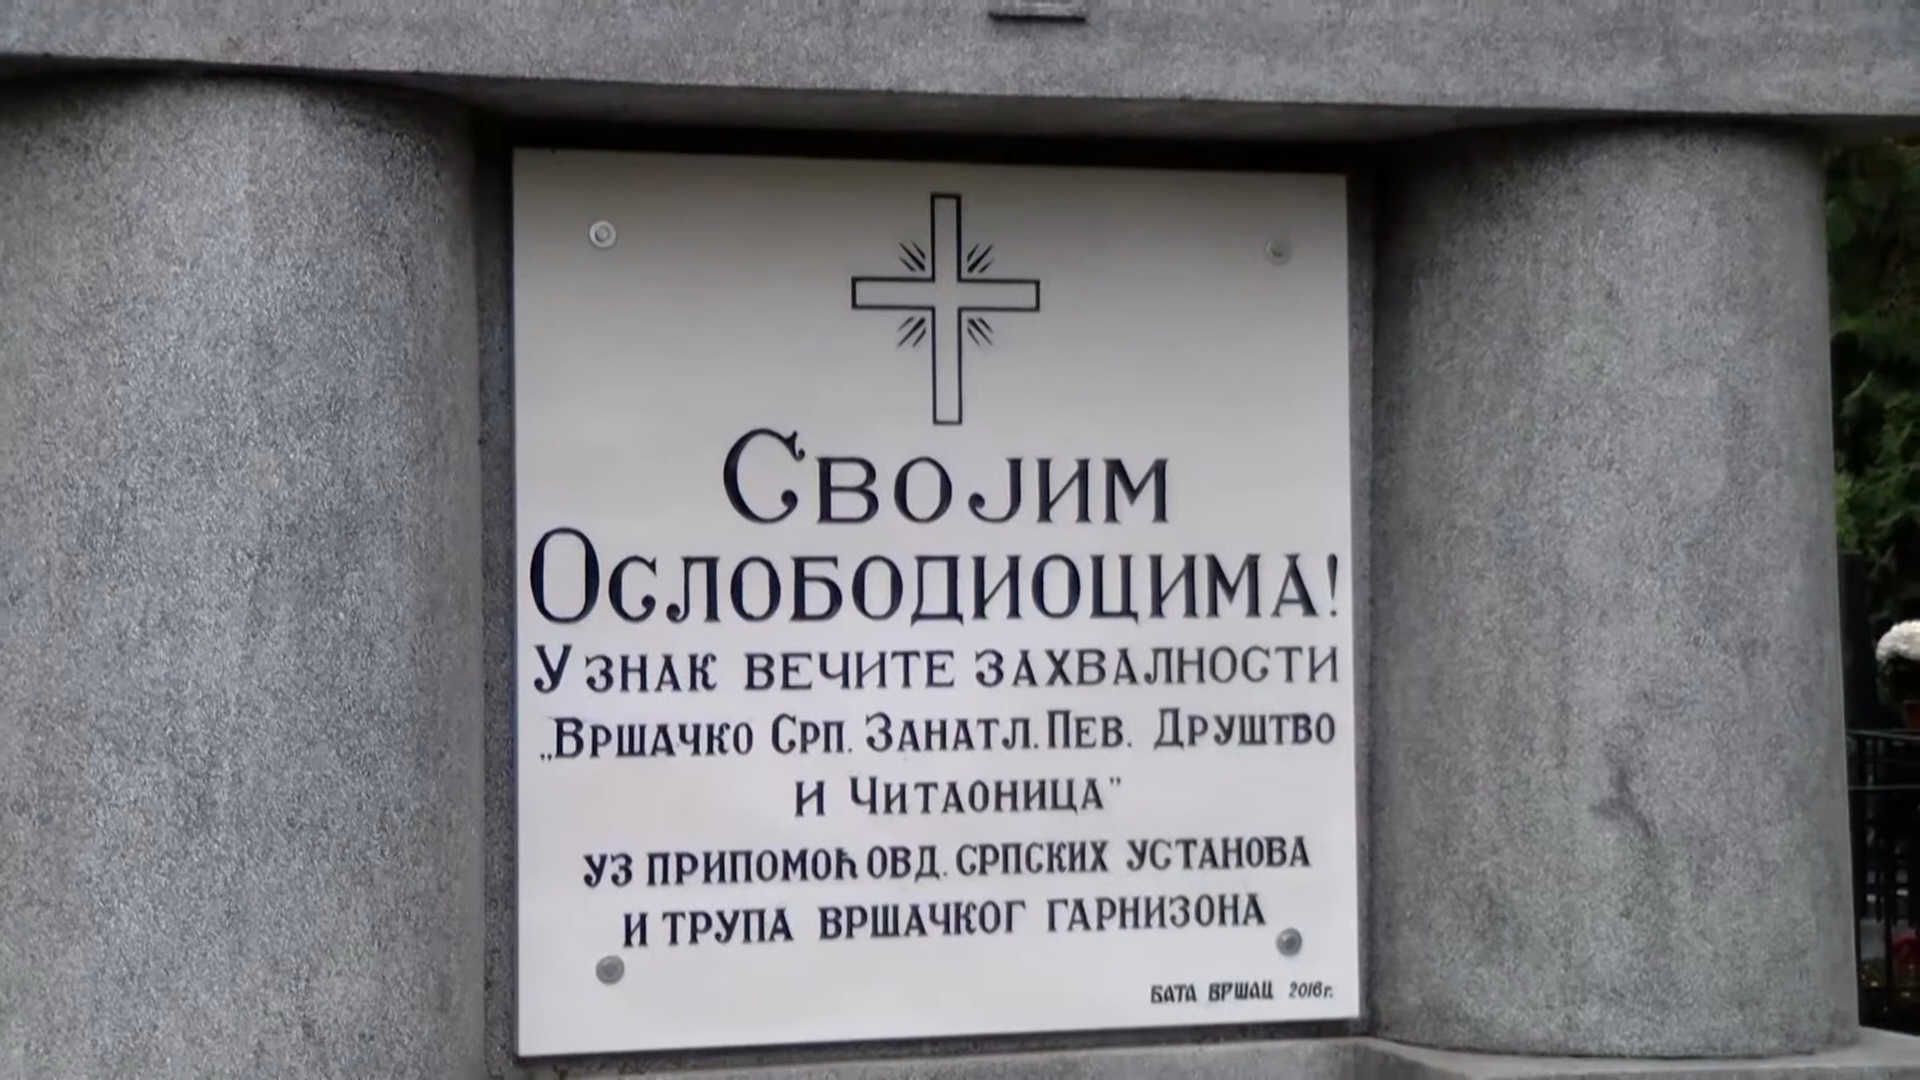 Својим
Ослободиоцима!
У знак вечите захвалности
„Вршачко Срп. Занатл. Пев. Друштво
и Читаоница”
уз припомоћ овд. српских установа
и трупа вршачког гарнизона
БАТА ВРШАЦ 2016г.